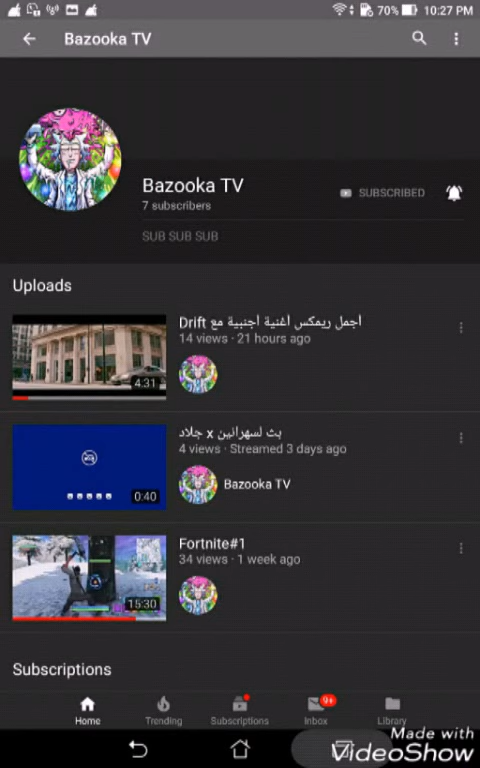 70% 10:27 PM
Bazooka TV
Bazooka TV
7 subscribers
SUBSCRIBED
SUB SUB SUB
Uploads
اجمل ريمكس أغنية أجنبية مع Drift
14 views · 21 hours ago
4:31
بث لسهرانين x جلاد
4 views · Streamed 3 days ago
Bazooka TV
0:40
Fortnite#1
34 views · 1 week ago
15:30
Subscriptions
9+
Home Trending Subscriptions Inbox Library
Made with
VideoShow